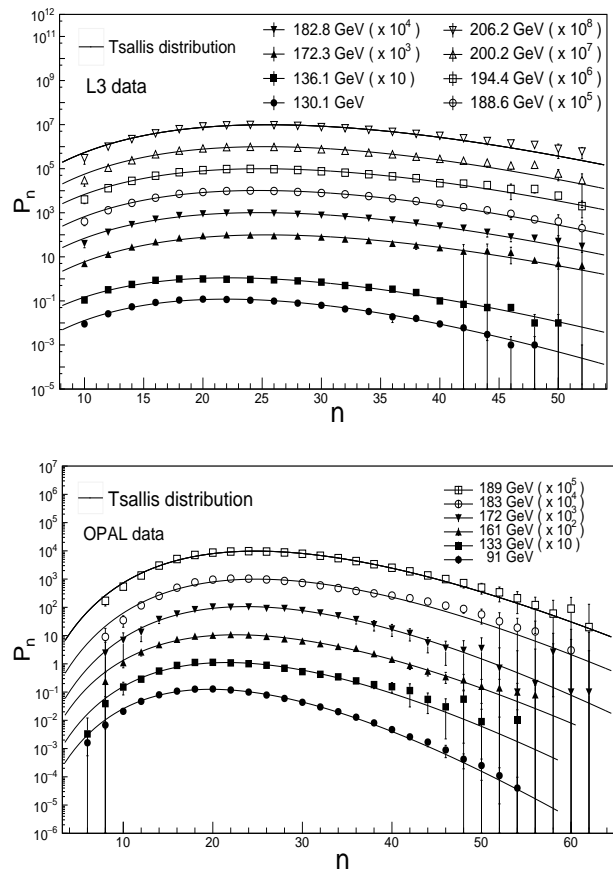 10^12
10^11
10^9
10^7
10^5
10^3
10
10^-1
10^-3
10^-5
P_n
Tsallis distribution
L3 data
182.8 GeV ( x 10^4 )
172.3 GeV ( x 10^3 )
136.1 GeV ( x 10 )
130.1 GeV
206.2 GeV ( x 10^8 )
200.2 GeV ( x 10^7 )
194.4 GeV ( x 10^6 )
188.6 GeV ( x 10^5 )
10 15 20 25 30 35 40 45 50
n
10^7
10^6
10^5
10^4
10^3
10^2
10
1
10^-1
10^-2
10^-3
10^-4
10^-5
10^-6
P_n
Tsallis distribution
OPAL data
189 GeV ( x 10^5 )
183 GeV ( x 10^4 )
172 GeV ( x 10^3 )
161 GeV ( x 10^2 )
133 GeV ( x 10 )
91 GeV
10 20 30 40 50 60
n